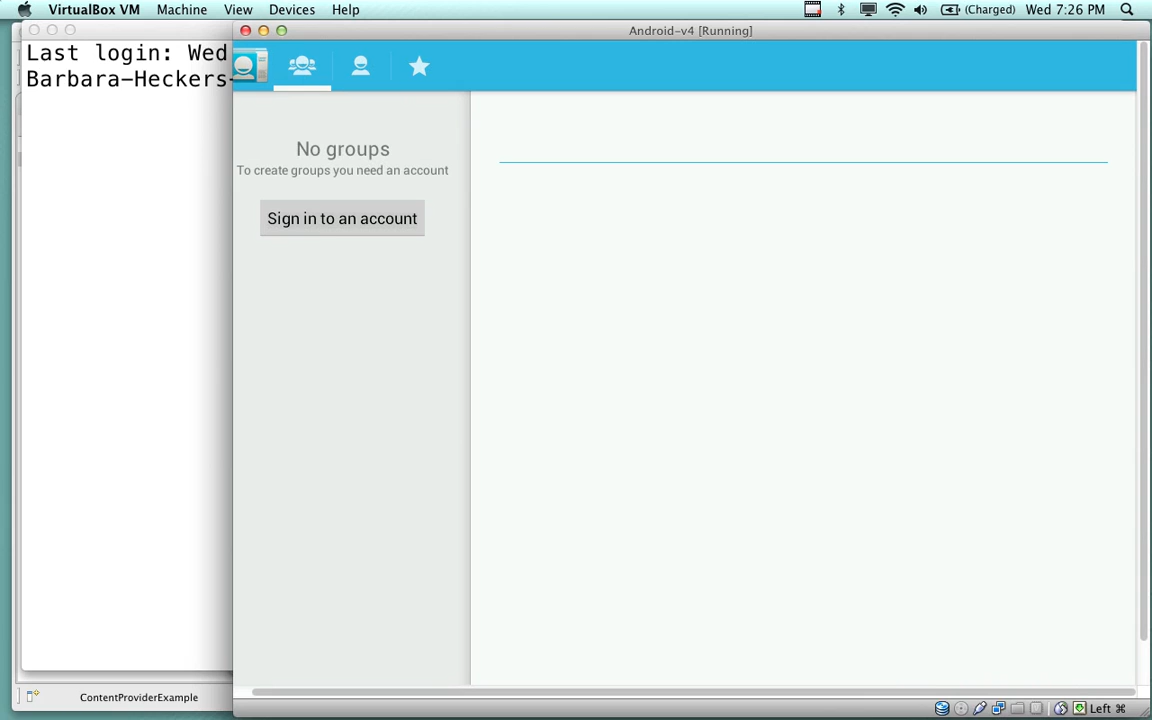 VirtualBox VM Machine View Devices Help (Charged) Wed 7:26 PM
Android-v4 [Running]
Last login: Wed
Barbara-Heckers-
No groups
To create groups you need an account
Sign in to an account
ContentProviderExample
Left ⌘